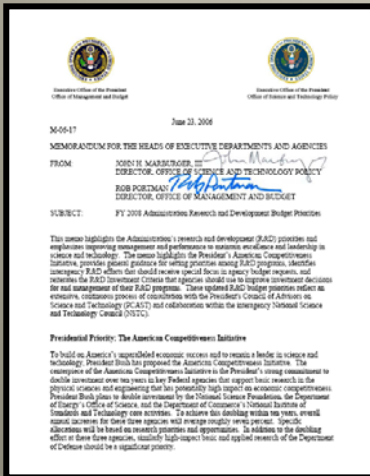 Executive Office of the President
Office of Management and Budget
Executive Office of the President
Office of Science and Technology Policy
June 23, 2006
M-06-17
MEMORANDUM FOR THE HEADS OF EXECUTIVE DEPARTMENTS AND AGENCIES
FROM: JOHN H. MARBURGER, III
DIRECTOR, OFFICE OF SCIENCE AND TECHNOLOGY POLICY
ROB PORTMAN
DIRECTOR, OFFICE OF MANAGEMENT AND BUDGET
SUBJECT: FY 2008 Administration Research and Development Budget Priorities
This memo highlights the Administration's research and development (R&D) priorities and
emphasizes improving management and performance to maintain excellence and leadership in
science and technology. The memo highlights the President's American Competitiveness
Initiative, provides general guidance for setting priorities among R&D programs, identifies
interagency R&D efforts that should receive special focus in agency budget requests, and
reiterates the R&D Investment Criteria that agencies should use to improve investment decisions
for and management of their R&D programs. These updated R&D budget priorities reflect an
extensive, continuous process of consultation with the President's Council of Advisors on
Science and Technology (PCAST) and collaboration within the interagency National Science
and Technology Council (NSTC).
Presidential Priority: The American Competitiveness Initiative
To build on America's unparalleled economic success and to remain a leader in science and
technology, President Bush has proposed the American Competitiveness Initiative. The
centerpiece of the American Competitiveness Initiative is the President's strong commitment to
double investment over ten years in key Federal agencies that support basic research in the
physical sciences and engineering that has potentially high impact on economic competitiveness.
President Bush plans to double investment by the National Science Foundation, the Department
of Energy's Office of Science, and the Department of Commerce's National Institute of
Standards and Technology core activities. To achieve this doubling within ten years, overall
annual increases for these three agencies will average roughly seven percent. Specific
allocations will be based on research priorities and opportunities. In addition to the doubling
effort at these three agencies, similarly high-impact basic and applied research of the Department
of Defense should be a significant priority.